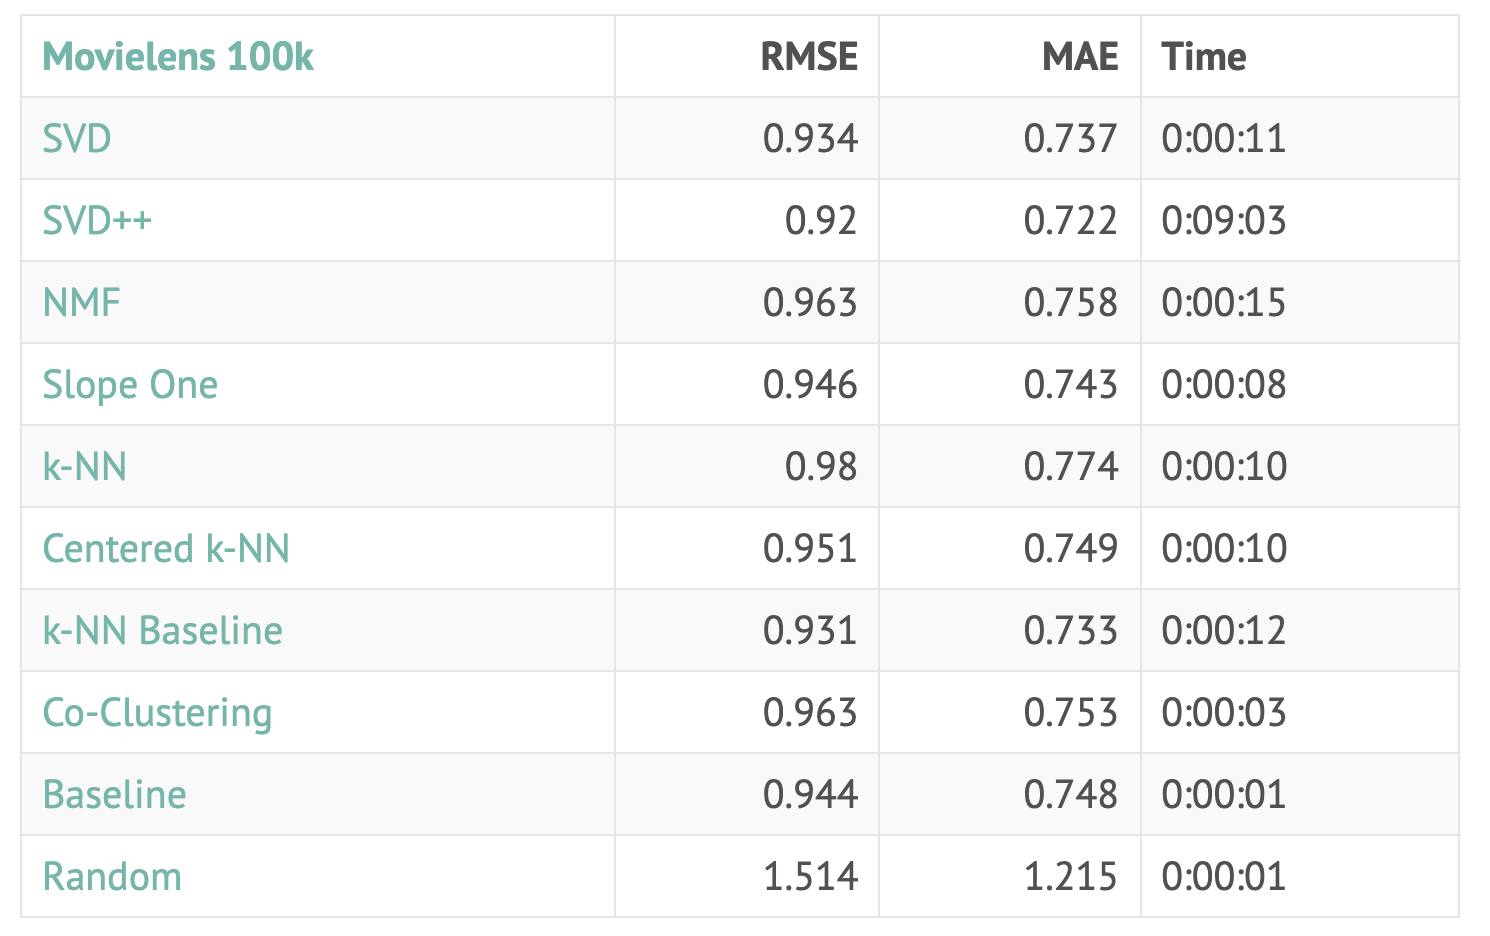 Movielens 100k RMSE MAE Time
SVD 0.934 0.737 0:00:11
SVD++ 0.92 0.722 0:09:03
NMF 0.963 0.758 0:00:15
Slope One 0.946 0.743 0:00:08
k-NN 0.98 0.774 0:00:10
Centered k-NN 0.951 0.749 0:00:10
k-NN Baseline 0.931 0.733 0:00:12
Co-Clustering 0.963 0.753 0:00:03
Baseline 0.944 0.748 0:00:01
Random 1.514 1.215 0:00:01